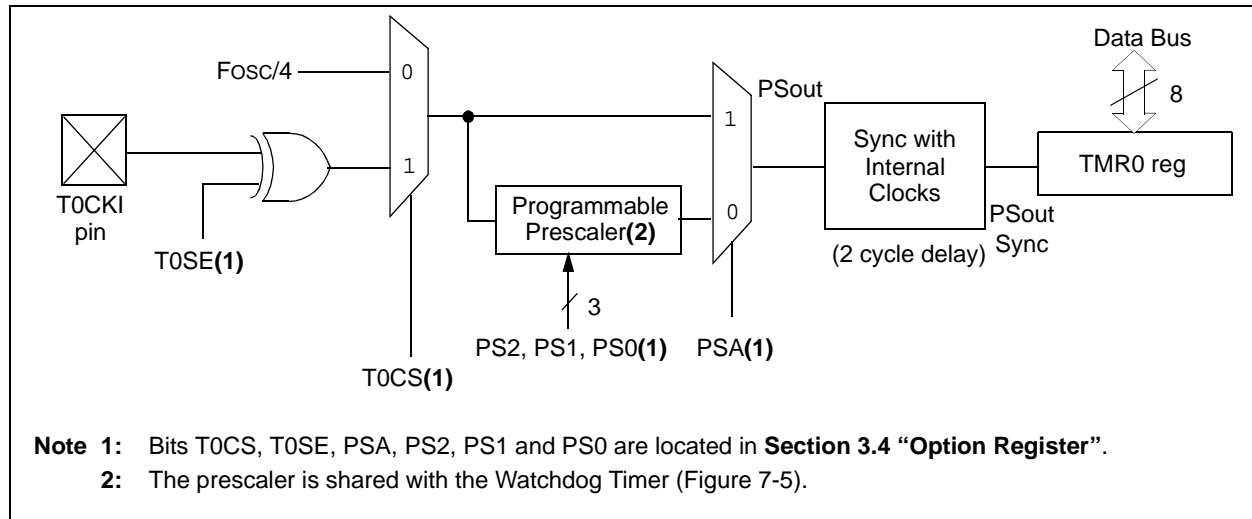 Data Bus
8
FOSC/4
0
1
T0CKI
pin
T0SE(1)
T0CS(1)
Programmable
Prescaler(2)
3
PS2, PS1, PS0(1)
1
0
PSA(1)
PSout
Sync with
Internal
Clocks
(2 cycle delay)
PSout
Sync
TMR0 reg
Note 1: Bits T0CS, T0SE, PSA, PS2, PS1 and PS0 are located in Section 3.4 “Option Register”.
2: The prescaler is shared with the Watchdog Timer (Figure 7-5).